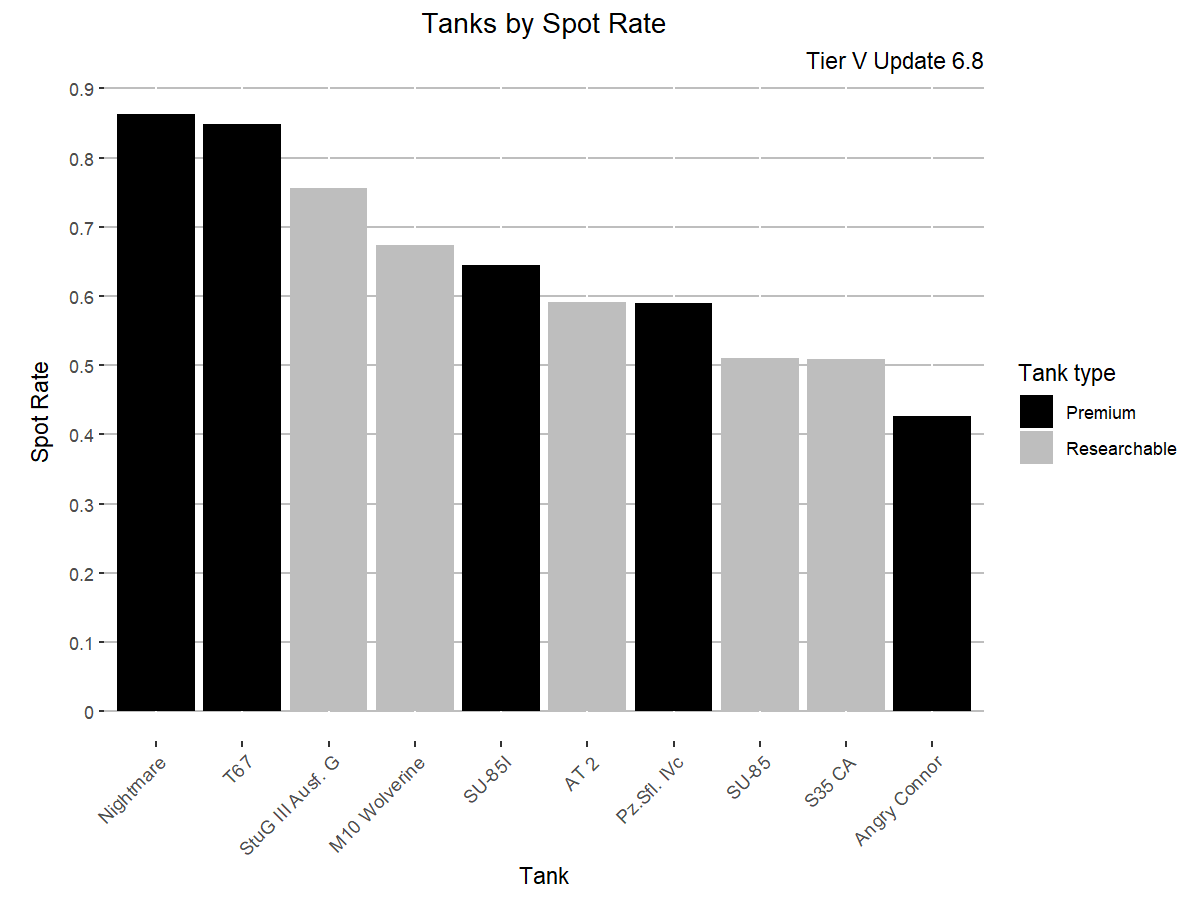 Tanks by Spot Rate
Tier V Update 6.8
0.9
0.8
0.7
0.6
0.5
0.4
0.3
0.2
0.1
0
Spot Rate
Nightmare
T67
StuG III Ausf. G
M10 Wolverine
SU-85I
AT 2
Pz.Sfl. IVc
SU-85
S35 CA
Angry Connor
Tank
Tank type
Premium
Researchable